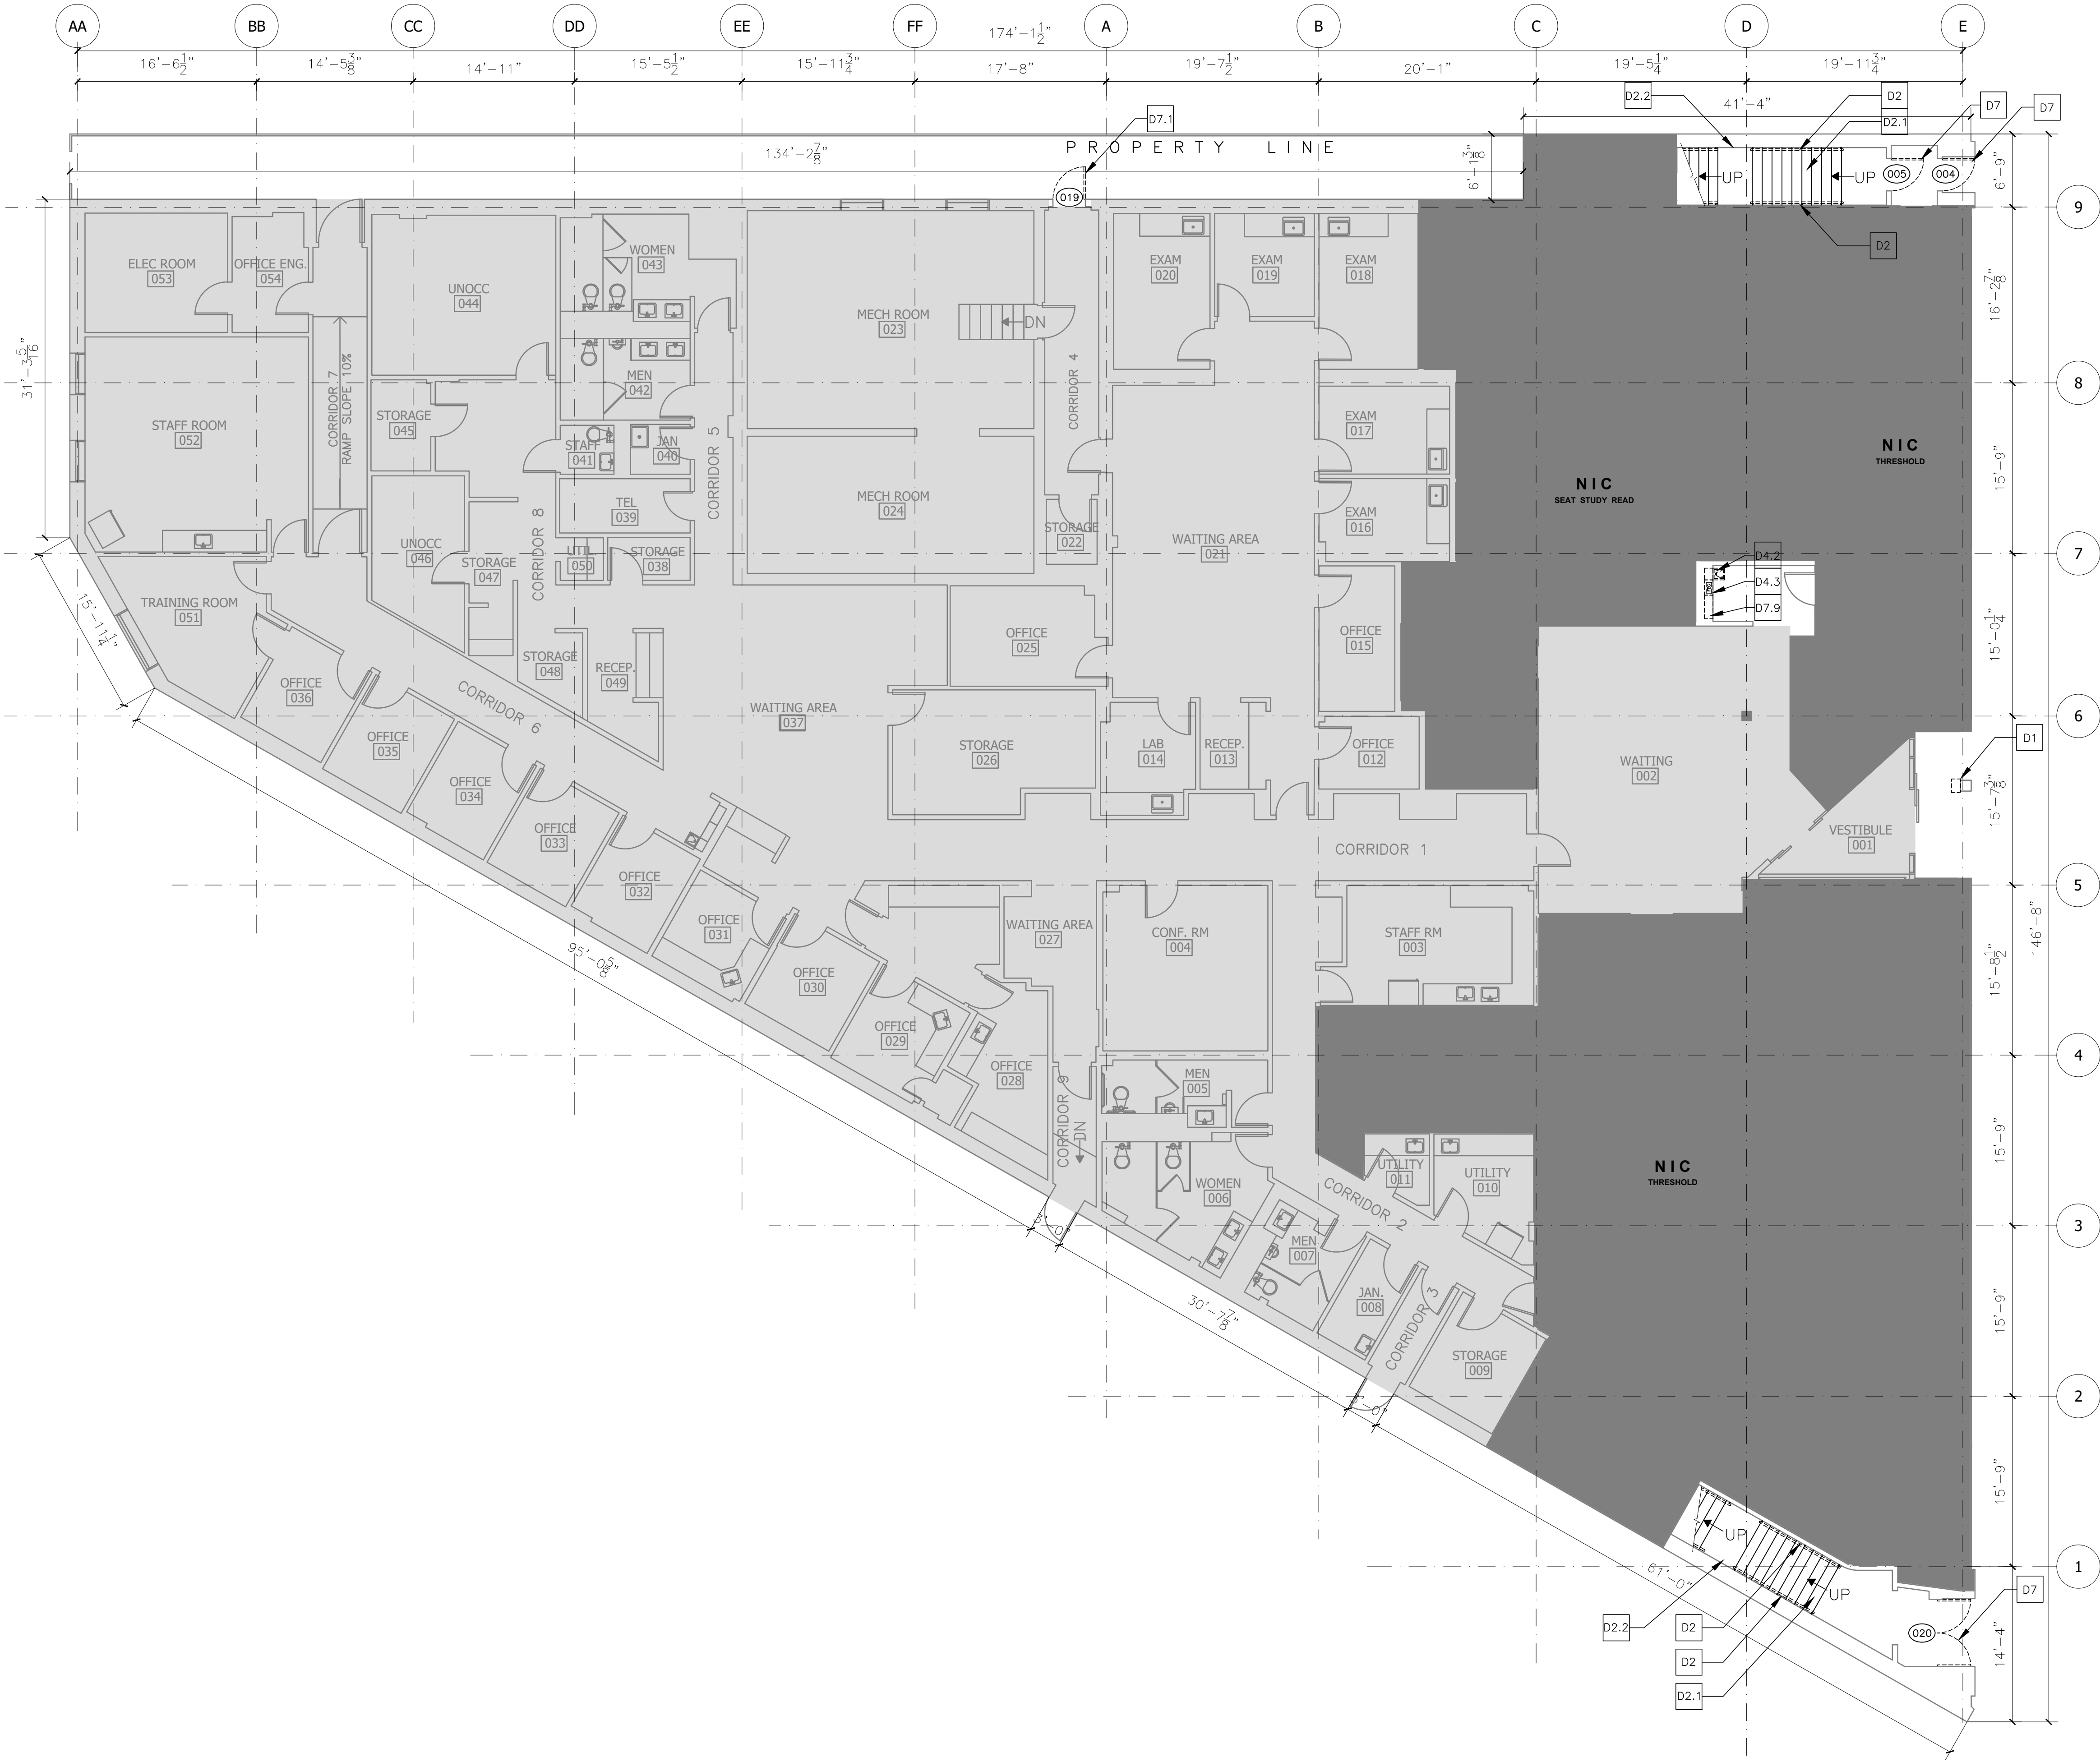 AA BB CC DD EE FF A B C D E
174'-1 1/2"
16'-6 1/2" 14'-5 3/8" 14'-11" 15'-5 1/2" 15'-11 3/4" 17'-8" 19'-7 1/2" 20'-1" 19'-5 1/4" 19'-11 3/4"
D2.2 D2 D7 D7
41'-4"
D7.1 D2.1
PROPERTY LINE
134'-2 7/8"
6'-1 3/8"
6'-9"
UP UP 005 004
019
9
D2
ELEC ROOM
053
OFFICE ENG.
054
UNOCC
044
WOMEN
043
MECH ROOM
023
DN
EXAM
020
EXAM
019
EXAM
018
16'-2 7/8"
31'-3 5/16"
CORRIDOR 7
RAMP SLOPE 10%
MEN
042
CORRIDOR 4
8
STORAGE
045
STAFF ROOM
052
STAFF
041
JAN
040
CORRIDOR 5
EXAM
017
NIC
THRESHOLD
NIC
SEAT STUDY READ
15'-9"
MECH ROOM
024
TEL
039
STORAGE
022
EXAM
016
WAITING AREA
021
UNOCC
046
STORAGE
047
CORRIDOR 8
UTIL.
050
STORAGE
038
7
D4.2
D4.3
D7.9
TRAINING ROOM
051
15'-11 1/4"
OFFICE
025
OFFICE
015
15'-0 1/4"
STORAGE
048
RECEP.
049
OFFICE
036
CORRIDOR 6
WAITING AREA
037
6
OFFICE
035
STORAGE
026
LAB
014
RECEP.
013
OFFICE
012
WAITING
002
D1
OFFICE
034
15'-7 3/8"
OFFICE
033
VESTIBULE
001
CORRIDOR 1
OFFICE
032
5
OFFICE
031
WAITING AREA
027
CONF. RM
004
STAFF RM
003
146'-8"
15'-8 1/2"
95'-0 5/8"
OFFICE
030
OFFICE
029
4
OFFICE
028
CORRIDOR 9
DN
MEN
005
15'-9"
NIC
THRESHOLD
UTILITY
011
UTILITY
010
WOMEN
006
CORRIDOR 2
3
MEN
007
JAN.
008
CORRIDOR 3
30'-7 7/8"
15'-9"
STORAGE
009
2
15'-9"
UP
1
61'-0"
UP
D7
D2.2 D2
020
D2
14'-4"
D2.1